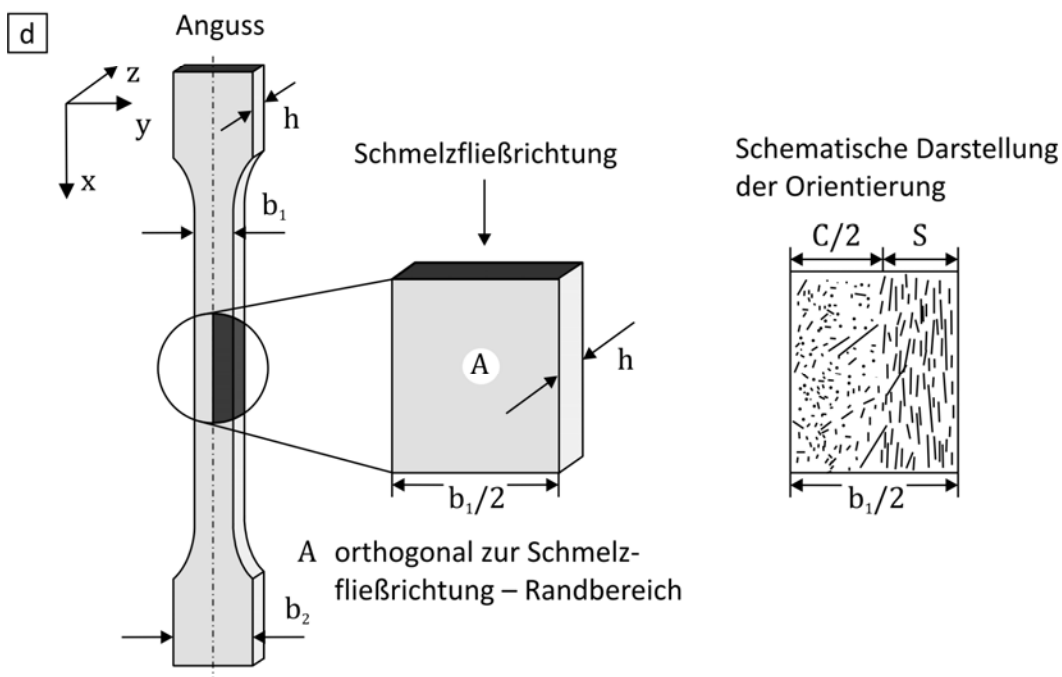 d
Anguss
z
y
x
h
b₁
Schmelzfließrichtung
A
h
b₁/2
Schematische Darstellung
der Orientierung
C/2 S
b₁/2
A orthogonal zur Schmelz-
fließrichtung – Randbereich
b₂